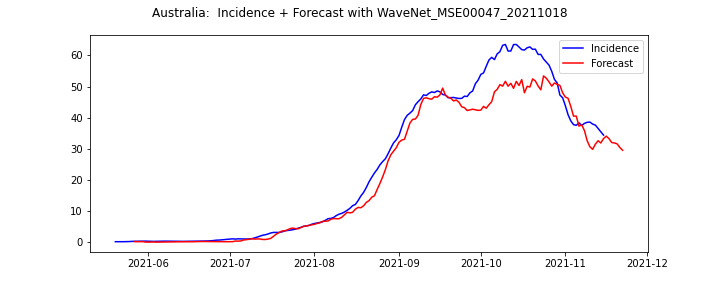 Australia:  Incidence + Forecast with WaveNet_MSE00047_20211018
Incidence
Forecast
60
50
40
30
20
10
0
2021-06 2021-07 2021-08 2021-09 2021-10 2021-11 2021-12